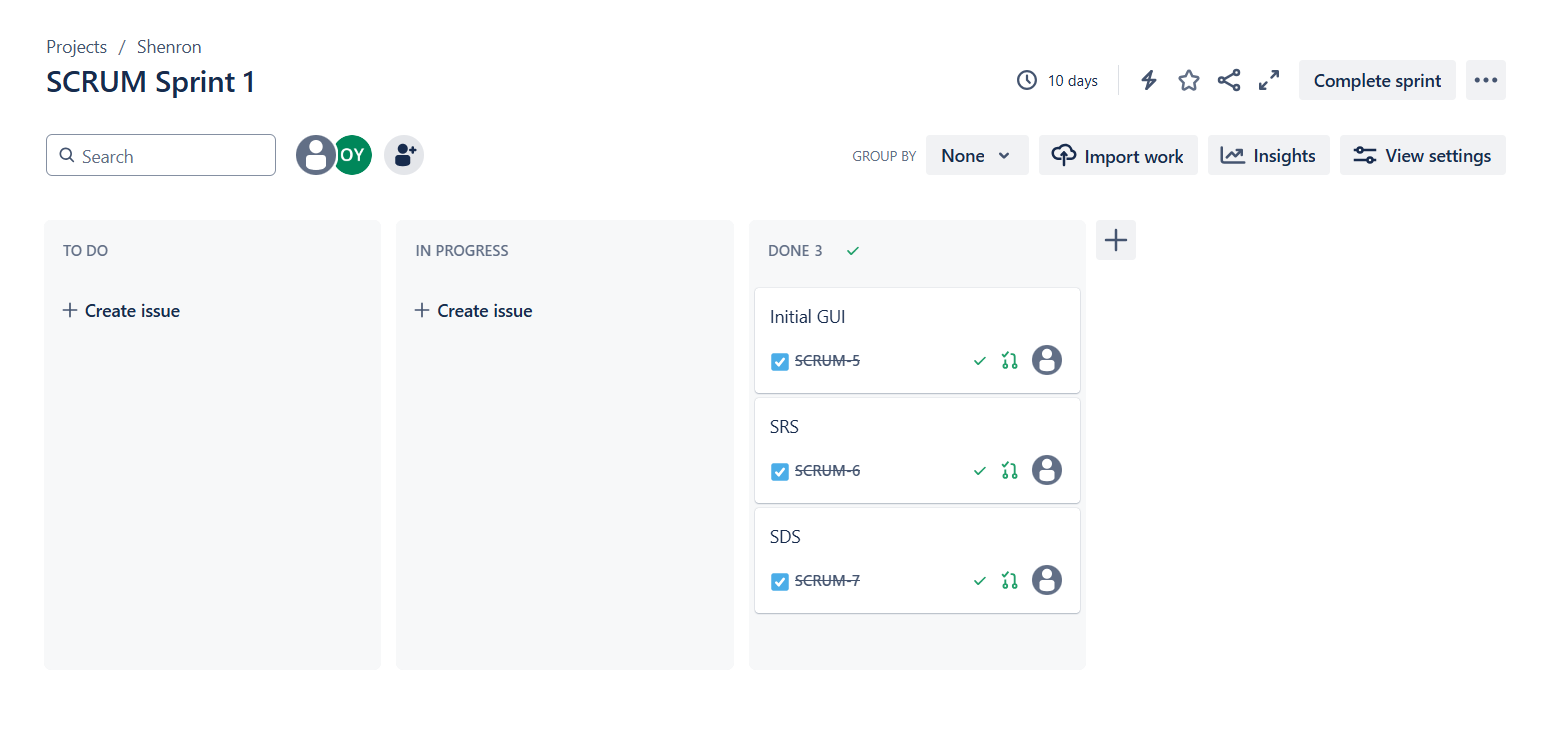 Projects / Shenron
SCRUM Sprint 1
10 days
Complete sprint
Search
OY
GROUP BY
None
Import work
Insights
View settings
TO DO
+ Create issue
IN PROGRESS
+ Create issue
DONE 3
Initial GUI
SCRUM-5
SRS
SCRUM-6
SDS
SCRUM-7